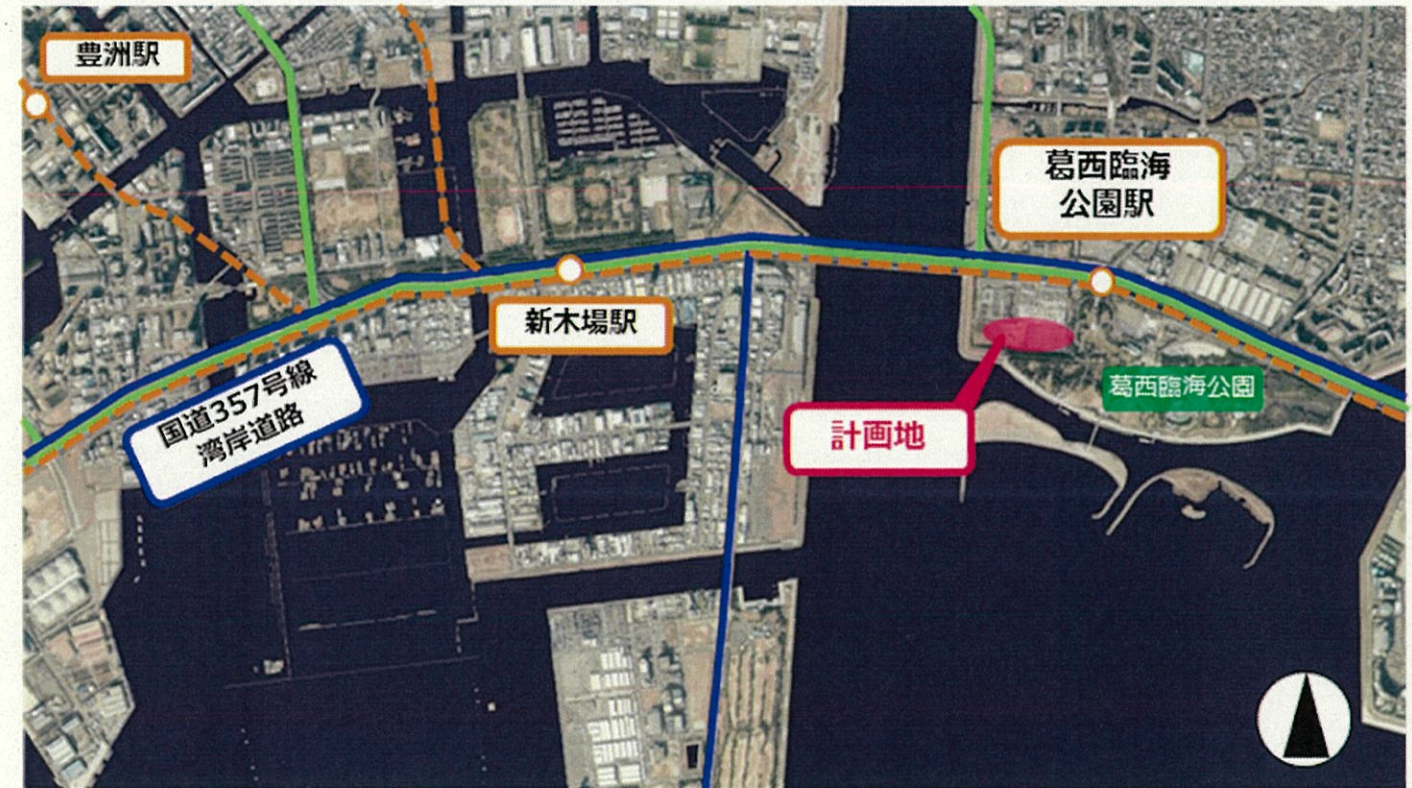 豊洲駅
葛西臨海
公園駅
新木場駅
国道357号線
湾岸道路
葛西臨海公園
計画地